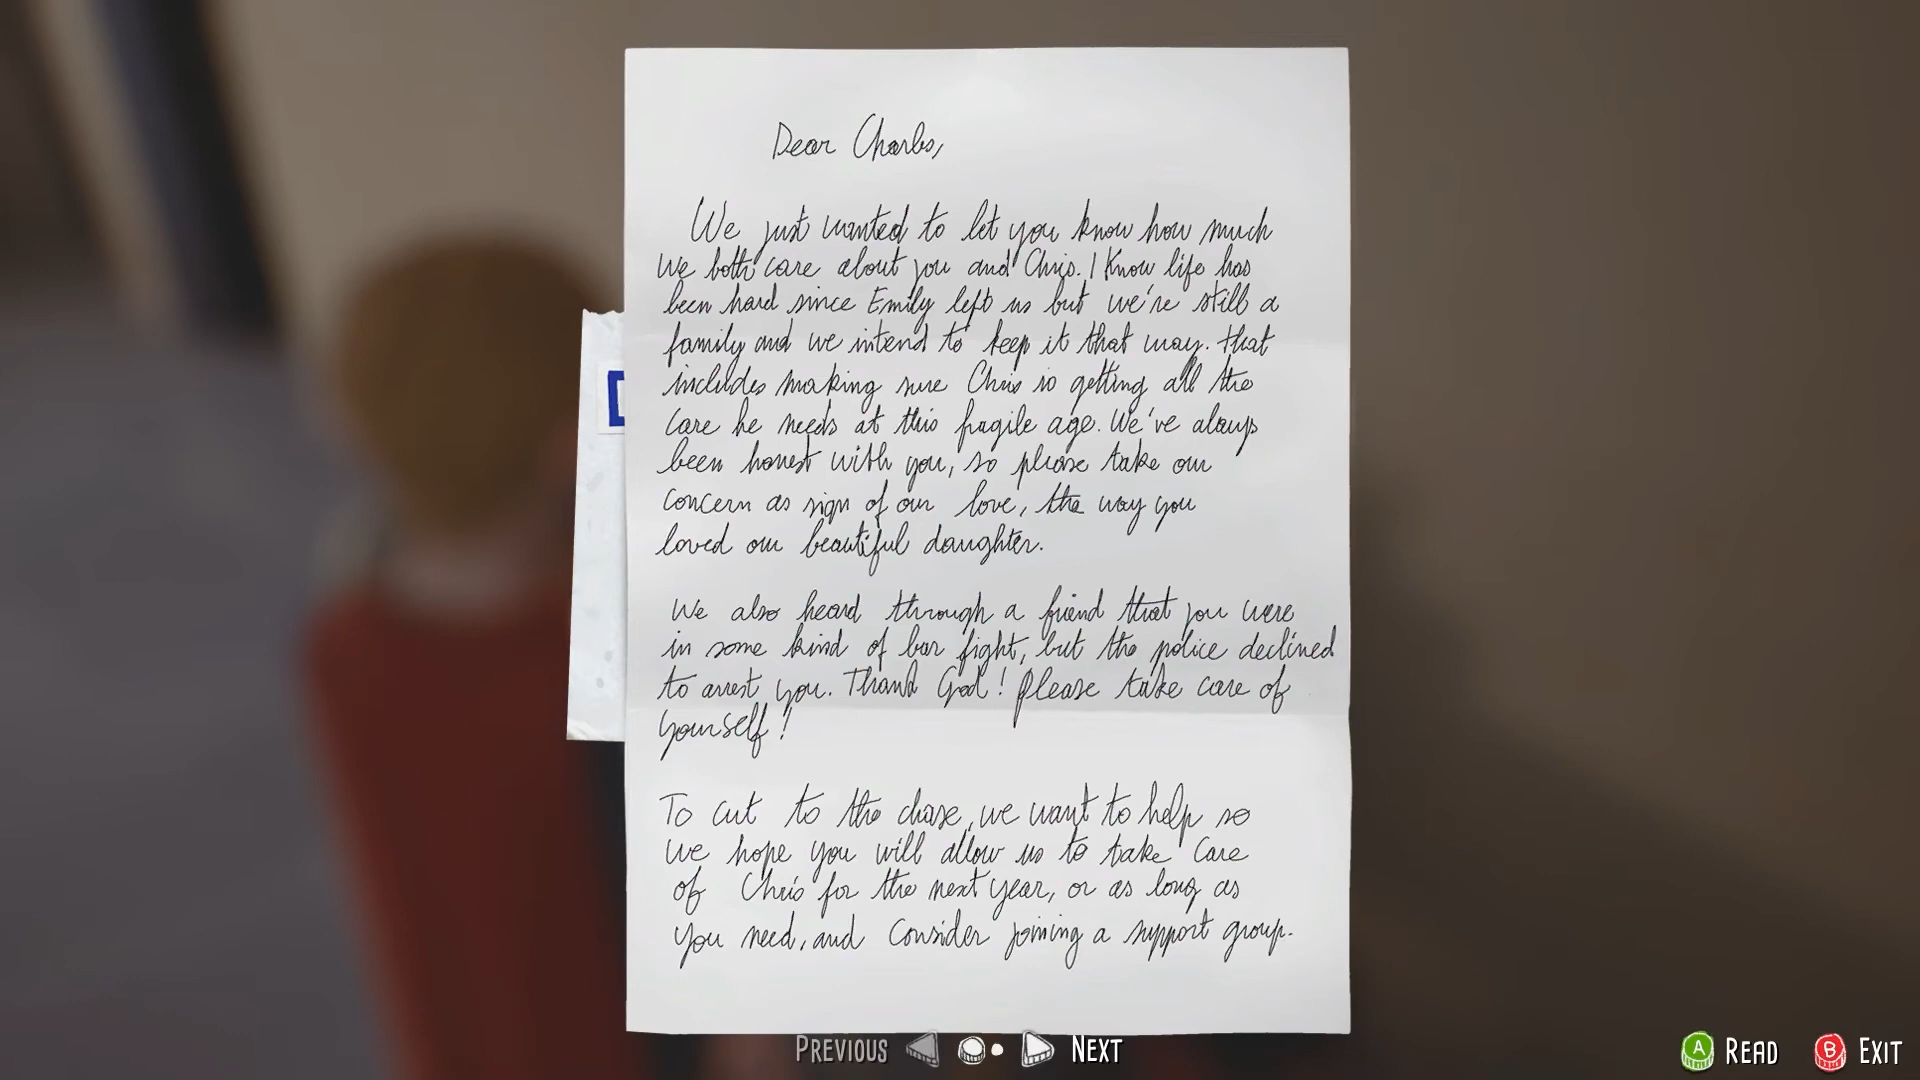 Dear Charles,
We just wanted to let you know how much
we both care about you and Chris. I know life has
been hard since Emily left us but we're still a
family and we intend to keep it that way. That
includes making sure Chris is getting all the
care he needs at this fragile age. We've always
been honest with you, so please take our
concern as sign of our love, the way you
loved our beautiful daughter.
We also heard through a friend that you were
in some kind of bar fight, but the police declined
to arrest you. Thank God! Please take care of
yourself!
To cut to the chase, we want to help so
we hope you will allow us to take care
of Chris for the next year, or as long as
you need, and consider joining a support group.
PREVIOUS NEXT
A READ B EXIT